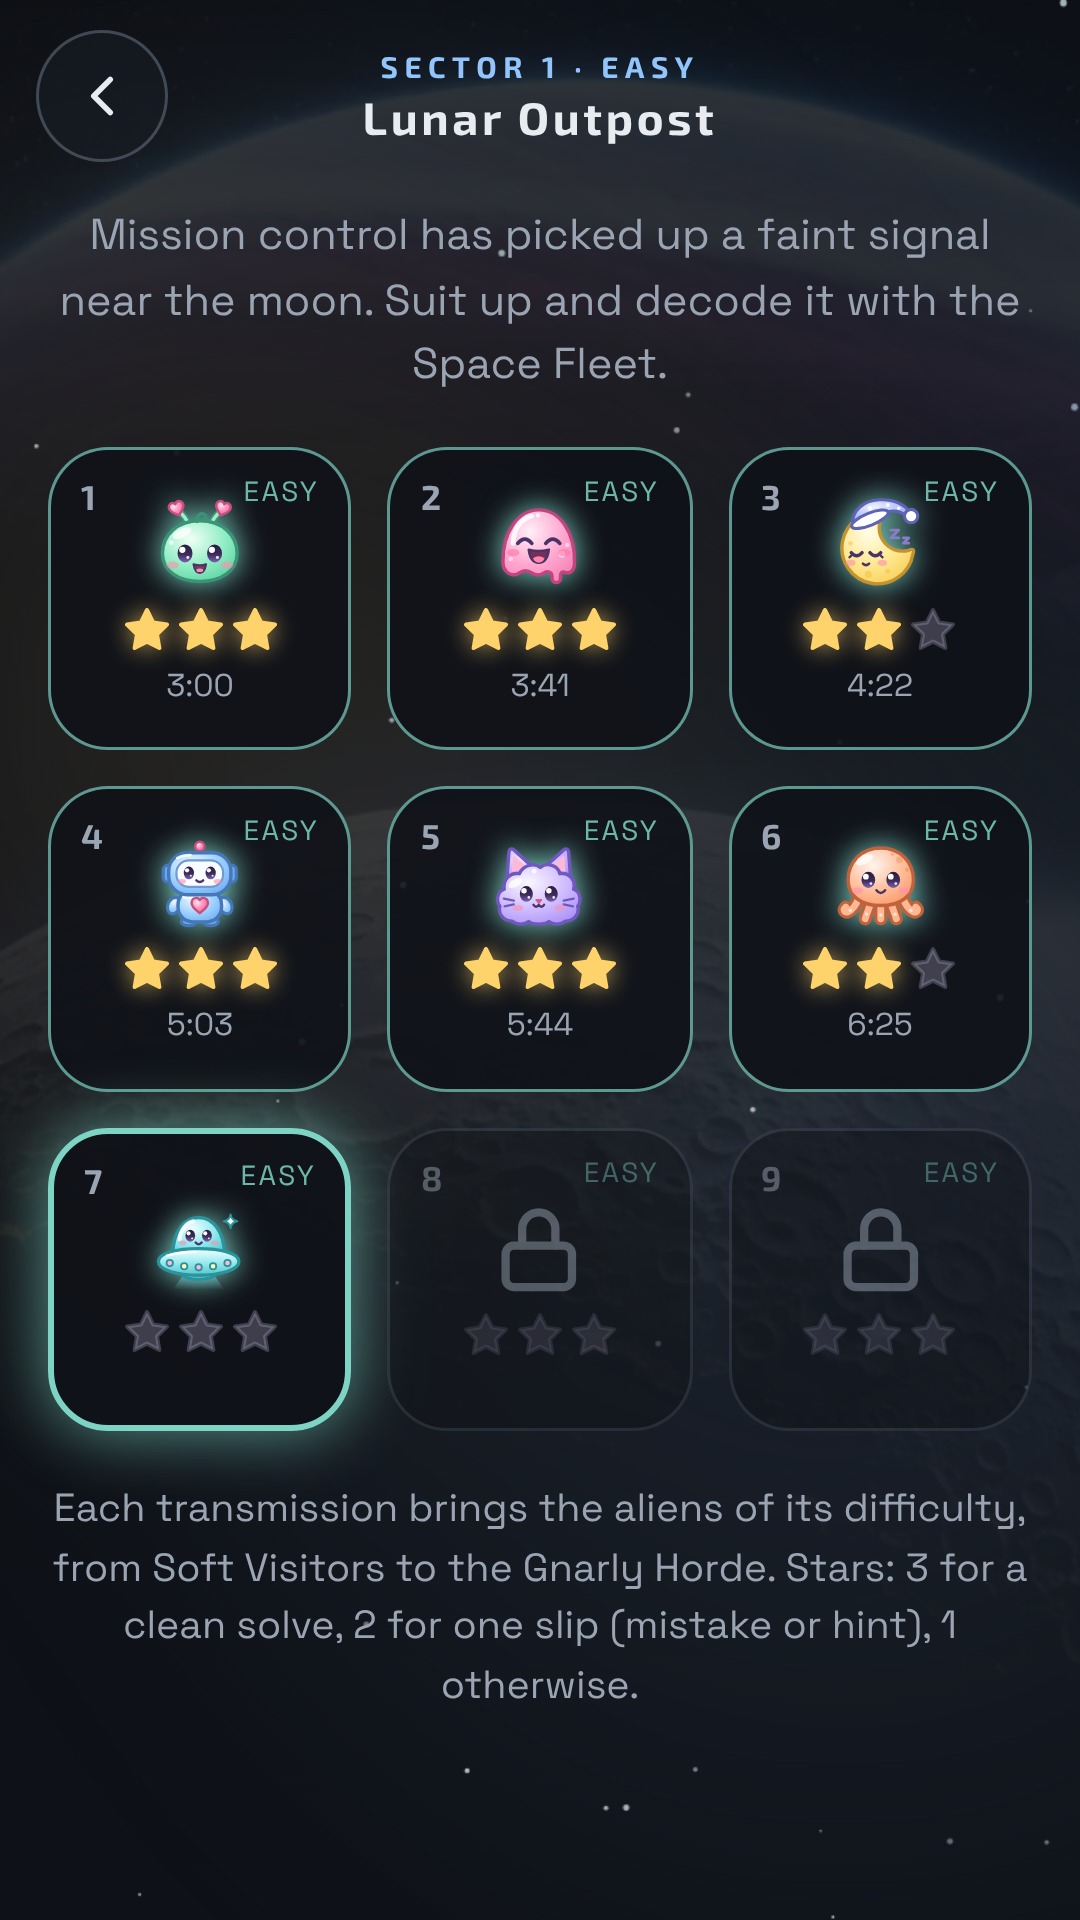 SECTOR 1 · EASY
Lunar Outpost
Mission control has picked up a faint signal
near the moon. Suit up and decode it with the
Space Fleet.
1 EASY
3:00
2 EASY
3:41
3 EASY
zz
4:22
4 EASY
5:03
5 EASY
5:44
6 EASY
6:25
7 EASY
8 EASY
9 EASY
Each transmission brings the aliens of its difficulty,
from Soft Visitors to the Gnarly Horde. Stars: 3 for a
clean solve, 2 for one slip (mistake or hint), 1
otherwise.